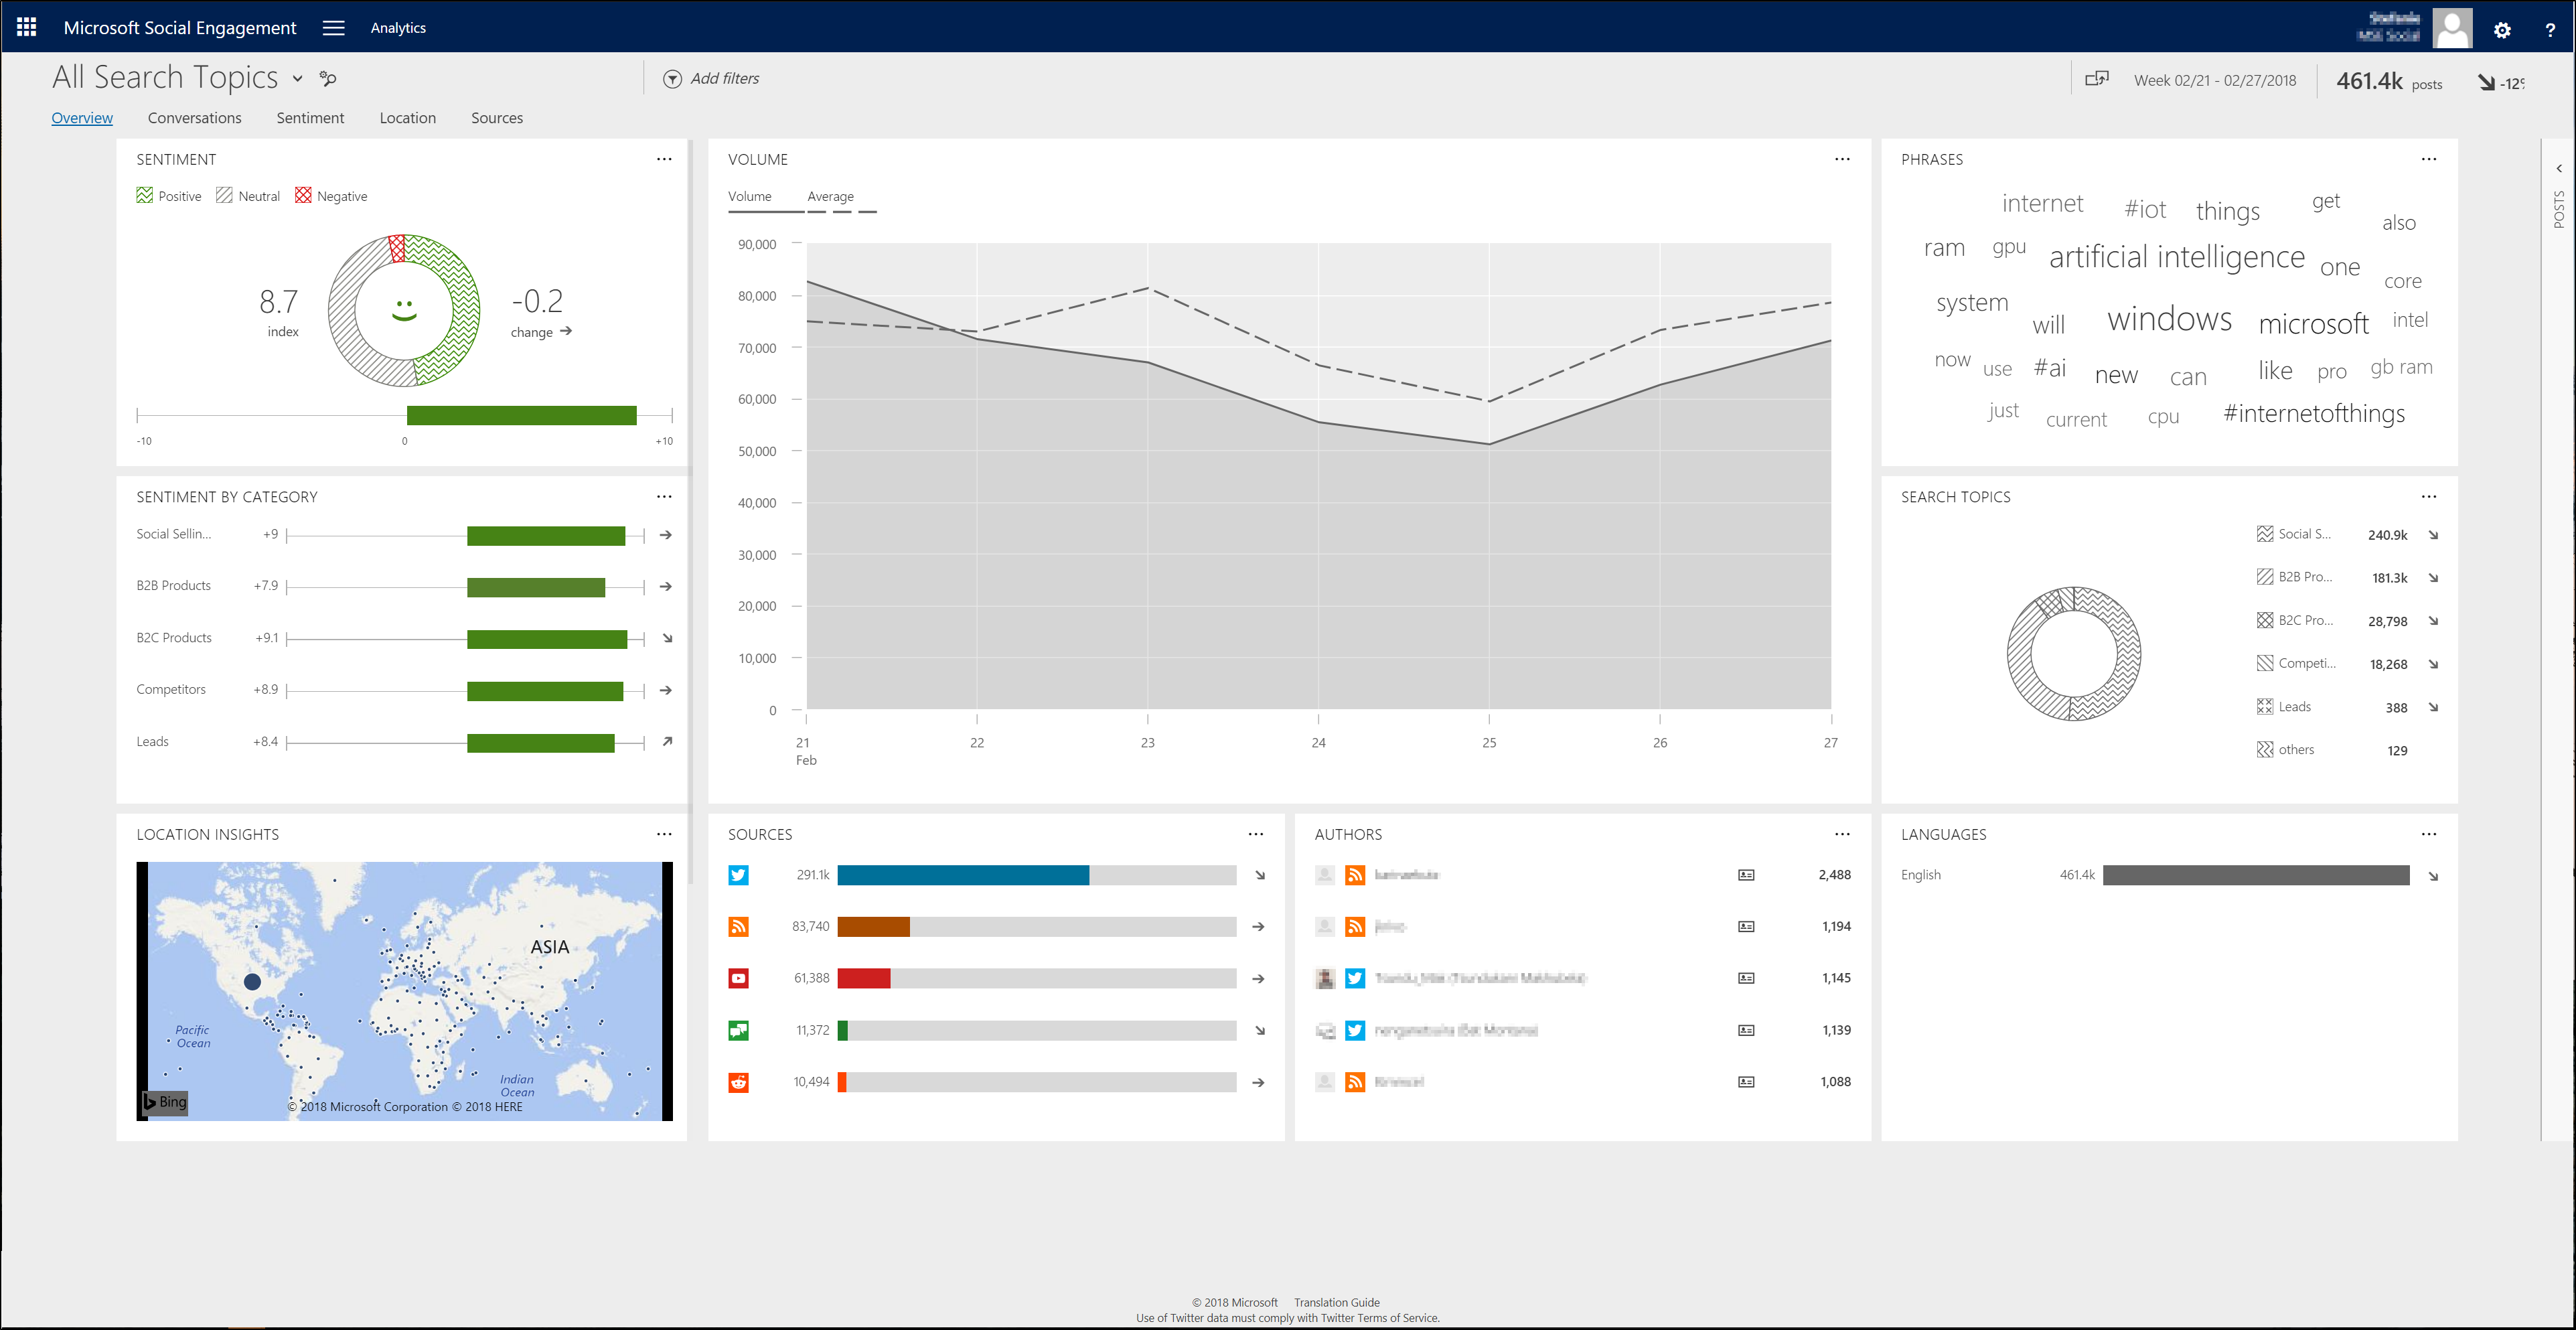 Microsoft Social Engagement
Analytics
All Search Topics
Add filters
Week 02/21 - 02/27/2018
461.4k posts
-12
Overview
Conversations
Sentiment
Location
Sources
SENTIMENT
Positive
Neutral
Negative
8.7
index
-0.2
change
-10
0
+10
SENTIMENT BY CATEGORY
Social Sellin... +9
B2B Products +7.9
B2C Products +9.1
Competitors +8.9
Leads +8.4
LOCATION INSIGHTS
ASIA
Pacific
Ocean
Indian
Ocean
Bing
© 2018 Microsoft Corporation © 2018 HERE
VOLUME
Volume
Average
90,000
80,000
70,000
60,000
50,000
40,000
30,000
20,000
10,000
0
21 22 23 24 25 26 27
Feb
SOURCES
291.1k
83,740
61,388
11,372
10,494
AUTHORS
2,488
1,194
1,145
1,139
1,088
PHRASES
internet #iot things get
also
ram gpu artificial intelligence one
core
system will windows microsoft intel
now use #ai new can like pro gb ram
just current cpu #internetofthings
SEARCH TOPICS
Social S... 240.9k
B2B Pro... 181.3k
B2C Pro... 28,798
Competi... 18,268
Leads 388
others 129
LANGUAGES
English 461.4k
POSTS
© 2018 Microsoft Translation Guide
Use of Twitter data must comply with Twitter Terms of Service.